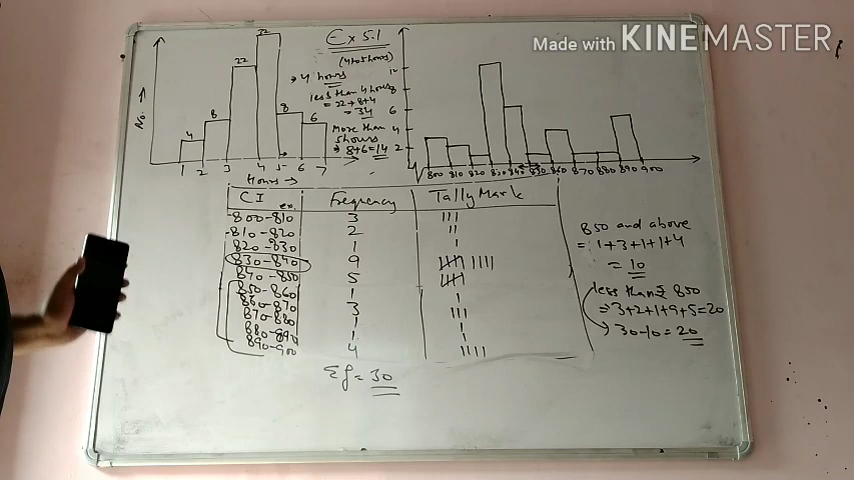 Made with KINEMASTER
Ex 5.1
(4 to 5 hours)
→ 4 hours
less than 4 hours
= 22+8+4
= 34
More than
5 hours
⇒ 8+6=14
No. →
4
8
22
32
8
6
1 2 3 4 5 6 7
Hours →
12
8
6
4
2
800 810 820 830 840 850 860 870 880 890 900
CI Frequency Tally Mark
ex.
800-810 3 |||
810-820 2 ||
820-830 1 |
830-840 9 |||| ||||
840-850 5 ||||
850-860 1 |
860-870 3 |||
870-880 1 |
880-890 1 |
890-900 4 ||||
Σf = 30
850 and above
= 1+3+1+1+4
= 10
less than 850
⇒ 3+2+1+9+5=20
→ 30-10=20